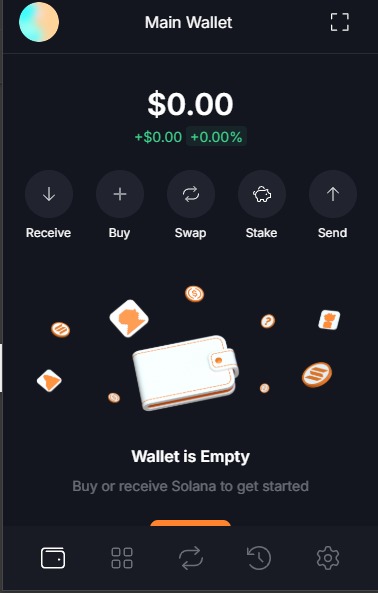 Main Wallet
$0.00
+$0.00 +0.00%
Receive Buy Swap Stake Send
Wallet is Empty
Buy or receive Solana to get started